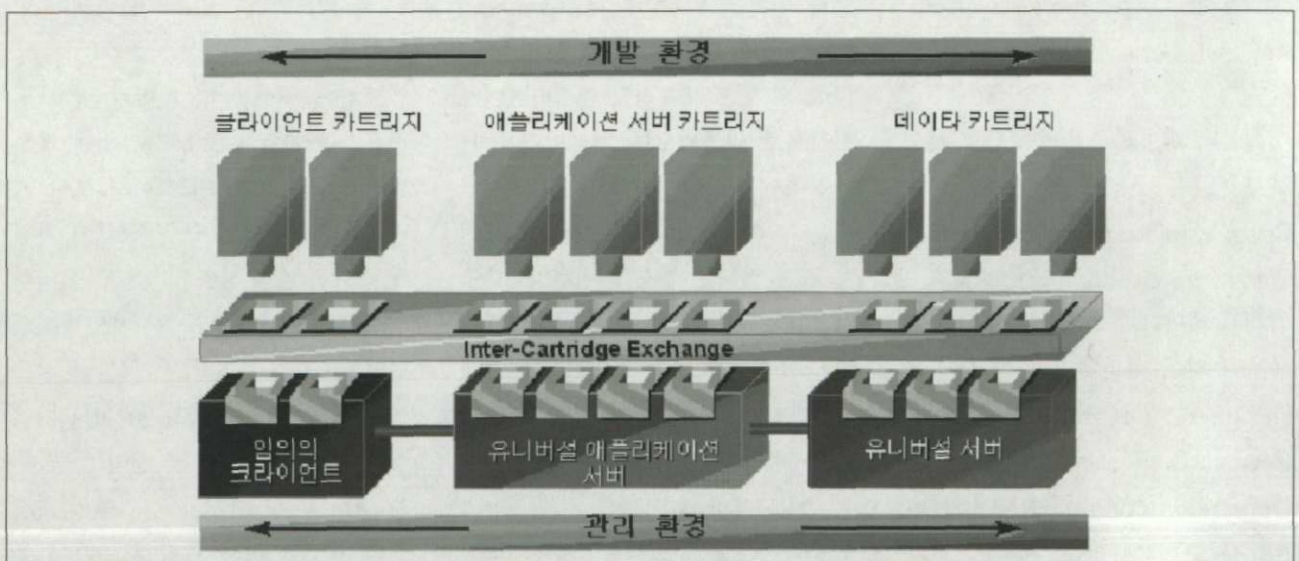 개발 환경
클라이언트 카트리지
애플리케이션 서버 카트리지
데이타 카트리지
Inter-Cartridge Exchange
임의의
크라이언트
유니버설 애플리케이션
서버
유니버설 서버
관리 환경